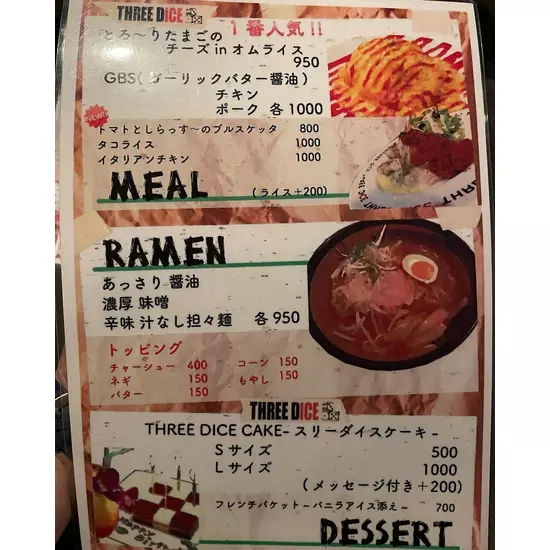 THREE DICE
1番人気!!
とろ〜りたまごの
チーズ in オムライス
950
GBS(ガーリックバター醤油)
チキン
ポーク 各1000
NEW!
トマトとしらっす〜のブルスケッタ 800
タコライス 1000
イタリアンチキン 1000
MEAL (ライス+200)
RAMEN
あっさり 醤油
濃厚 味噌
辛味 汁なし担々麺 各950
トッピング
チャーシュー 400 コーン 150
ネギ 150 もやし 150
バター 150
THREE DICE
THREE DICE CAKE- スリーダイスケーキ -
Sサイズ 500
Lサイズ 1000
(メッセージ付き+200)
フレンチバケット〜バニラアイス添え〜 700
DESSERT